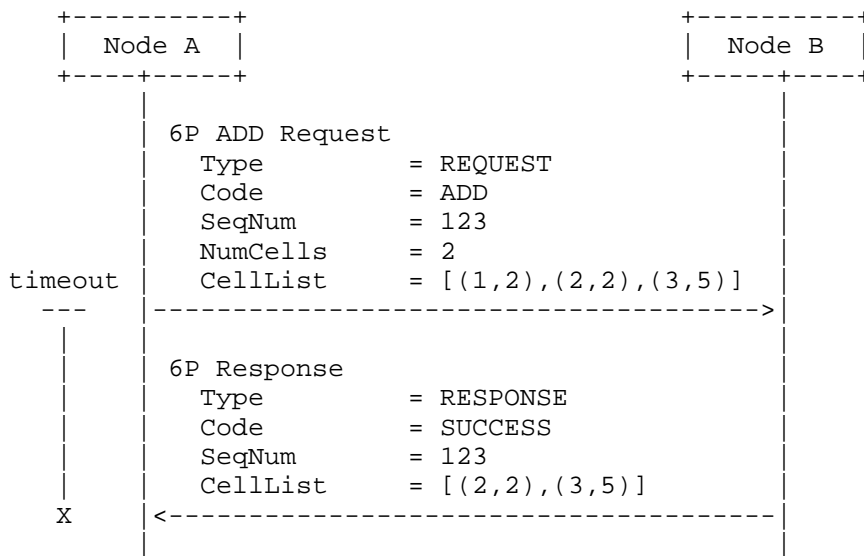 Node A Node B
6P ADD Request
Type = REQUEST
Code = ADD
SeqNum = 123
NumCells = 2
timeout CellList = [(1,2),(2,2),(3,5)]
6P Response
Type = RESPONSE
Code = SUCCESS
SeqNum = 123
CellList = [(2,2),(3,5)]
X